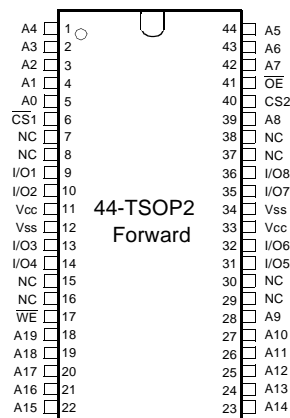 A4 1 44 A5
A3 2 43 A6
A2 3 42 A7
A1 4 41 O̅E̅
A0 5 40 CS2
C̅S̅1 6 39 A8
NC 7 38 NC
NC 8 37 NC
I/O1 9 36 I/O8
I/O2 10 35 I/O7
Vcc 11 34 Vss
Vss 12 33 Vcc
I/O3 13 32 I/O6
I/O4 14 31 I/O5
NC 15 30 NC
NC 16 29 NC
W̅E̅ 17 28 A9
A19 18 27 A10
A18 19 26 A11
A17 20 25 A12
A16 21 24 A13
A15 22 23 A14
44-TSOP2
Forward